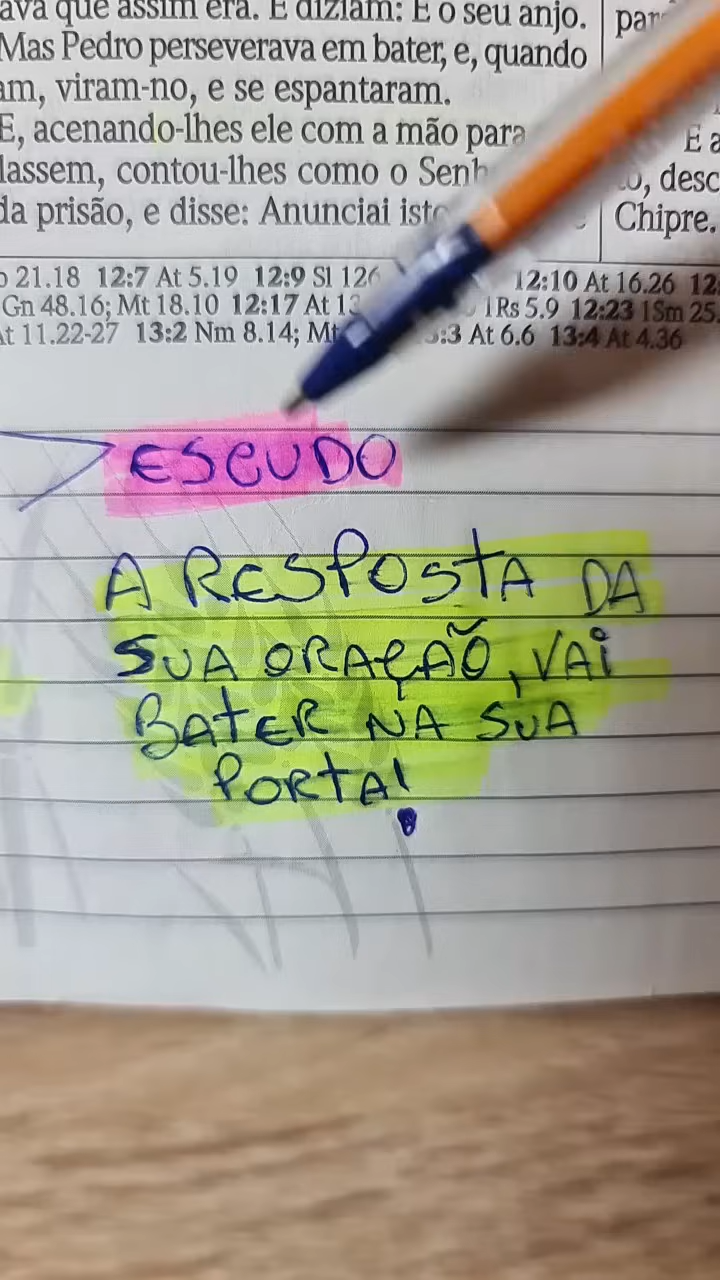 ava que assim era. E diziam: É o seu anjo.
Mas Pedro perseverava em bater, e, quando
am, viram-no, e se espantaram.
E, acenando-lhes ele com a mão para
lassem, contou-lhes como o Senh
da prisão, e disse: Anunciai isto
par
E a
o, desc
Chipre.
21.18 12:7 At 5.19 12:9 Sl 126 12:10 At 16.26 12:
Gn 48.16; Mt 18.10 12:17 At 13 1Rs 5.9 12:23 1Sm 25.
At 11.22-27 13:2 Nm 8.14; Mt :3 At 6.6 13:4 At 4.36
ESCUDO
A RESPOSTA DA
SUA ORAÇÃO, VAI
BATER NA SUA
PORTA!